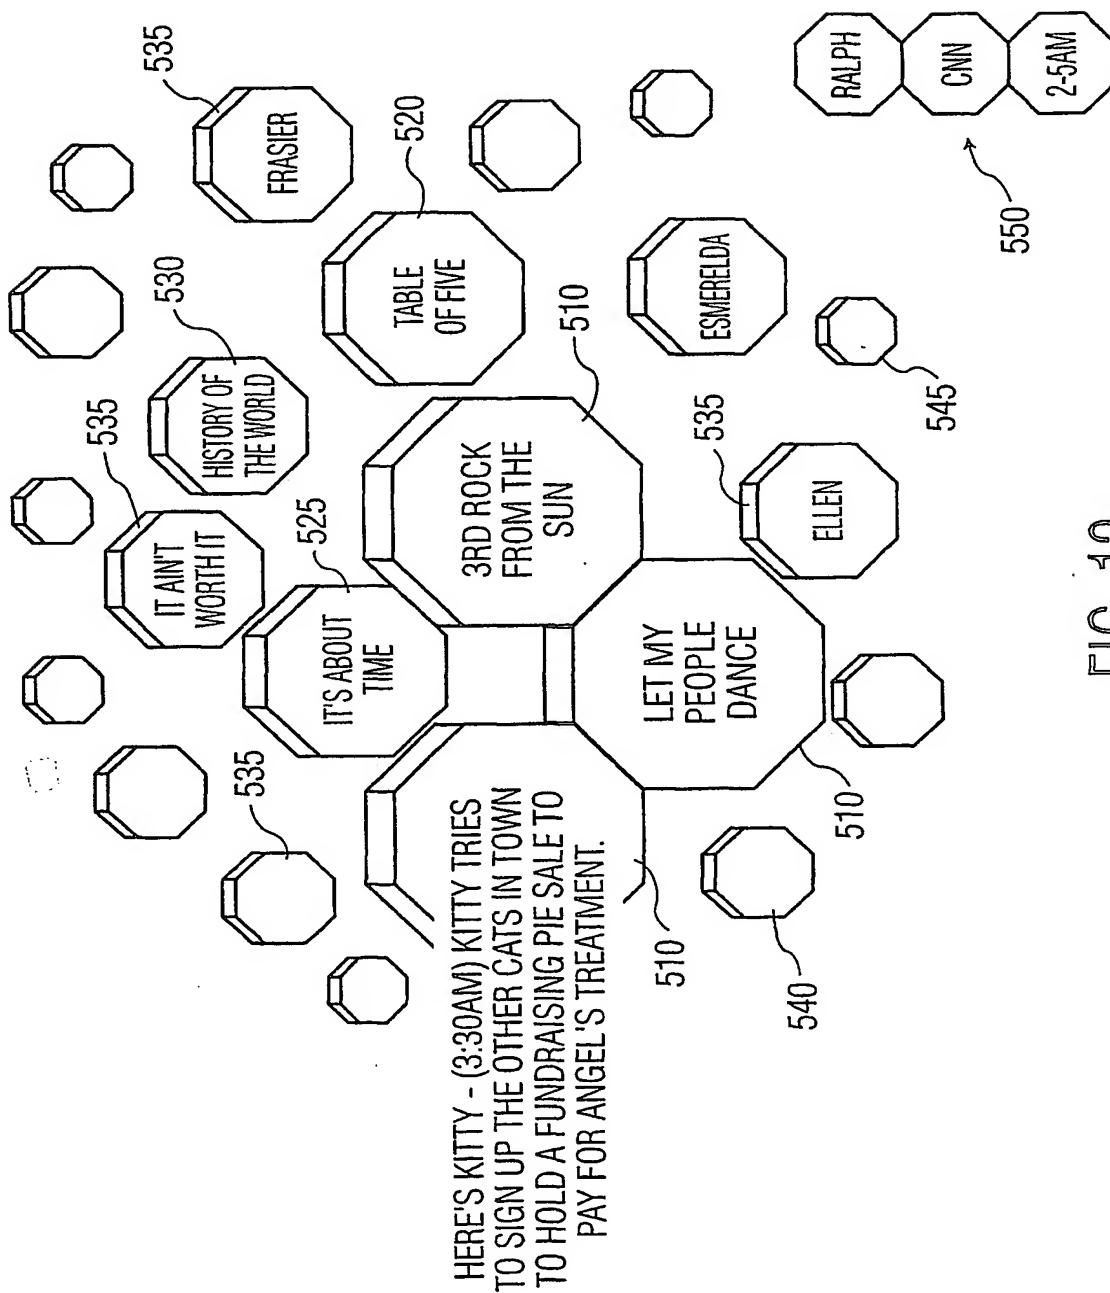 535
535
530
535
IT AIN'T
WORTH IT
HISTORY OF
THE WORLD
FRASIER
525
520
IT'S ABOUT
TIME
TABLE
OF FIVE
HERE'S KITTY - (3:30AM) KITTY TRIES
TO SIGN UP THE OTHER CATS IN TOWN
TO HOLD A FUNDRAISING PIE SALE TO
PAY FOR ANGEL'S TREATMENT.
3RD ROCK
FROM THE
SUN
510
LET MY
PEOPLE
DANCE
510
ESMERELDA
535
540
510
ELLEN
545
RALPH
CNN
2-5AM
550
FIG.